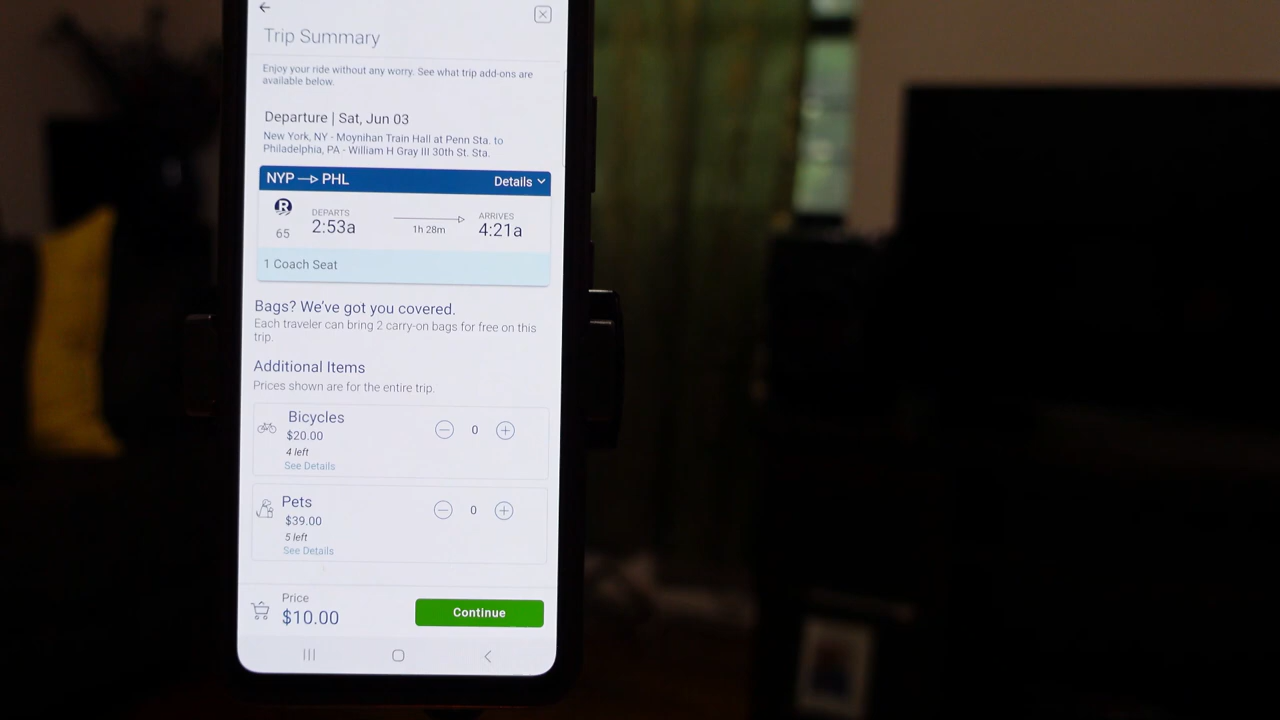 Trip Summary
Enjoy your ride without any worry. See what trip add-ons are
available below.
Departure | Sat, Jun 03
New York, NY - Moynihan Train Hall at Penn Sta. to
Philadelphia, PA - William H Gray III 30th St. Sta.
NYP PHL Details
R
65
DEPARTS
2:53a
1h 28m
ARRIVES
4:21a
1 Coach Seat
Bags? We've got you covered.
Each traveler can bring 2 carry-on bags for free on this
trip.
Additional Items
Prices shown are for the entire trip.
Bicycles
$20.00
4 left
See Details
0
Pets
$39.00
5 left
See Details
0
Price
$10.00
Continue